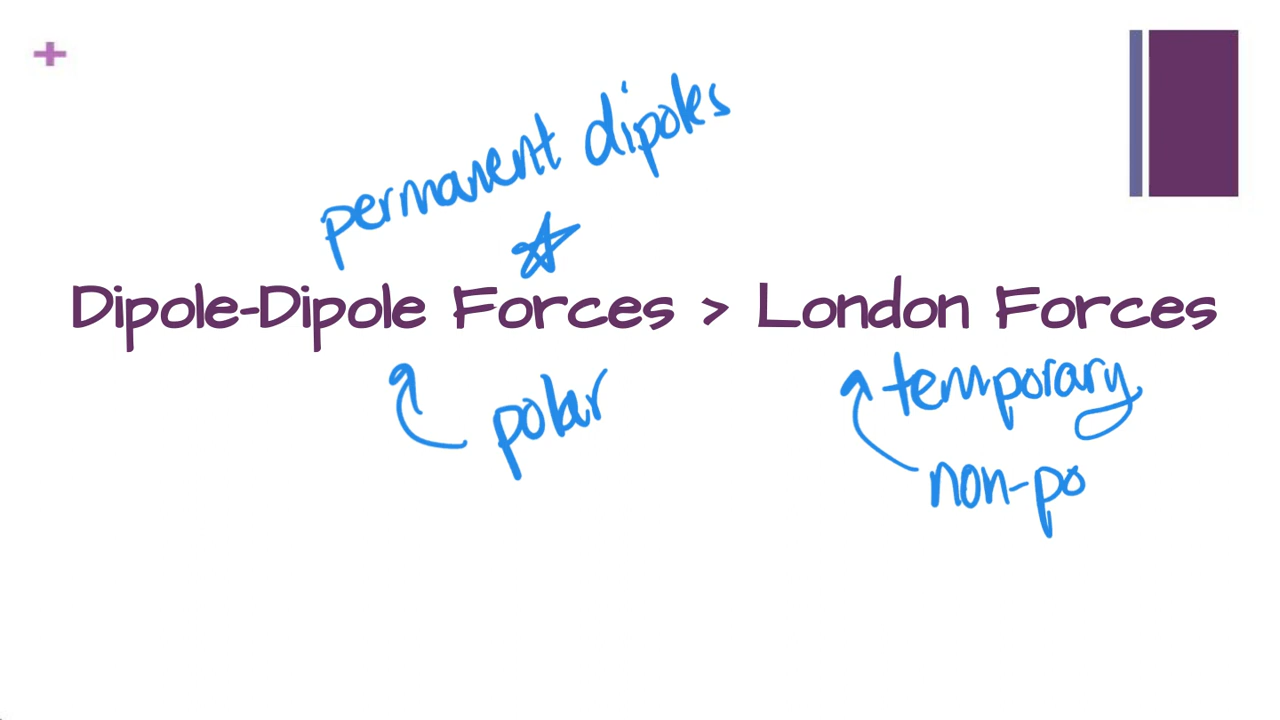 permanent dipoles
Dipole-Dipole Forces > London Forces
temporary
polar
non-po